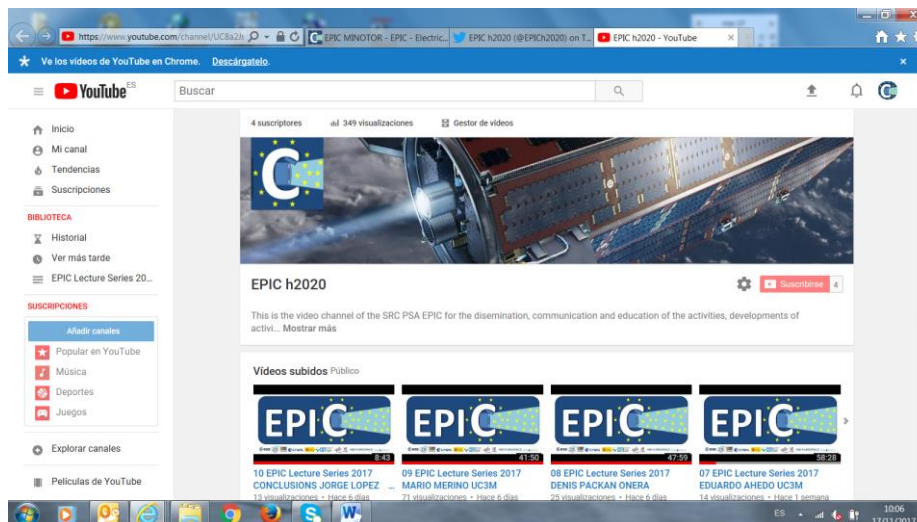 https://www.youtube.com/channel/UC8a2Js
EPIC MINOTOR - EPIC - Electric...
EPIC h2020 (@EPICh2020) on T...
EPIC h2020 - YouTube
Ve los vídeos de YouTube en Chrome. Descárgatelo.
YouTube ES
Buscar
Inicio
Mi canal
Tendencias
Suscripciones
BIBLIOTECA
Historial
Ver más tarde
EPIC Lecture Series 20...
SUSCRIPCIONES
Añadir canales
Popular en YouTube
Música
Deportes
Juegos
Explorar canales
Películas de YouTube
4 suscriptores 349 visualizaciones Gestor de vídeos
C
EPIC h2020
Suscribirse 4
This is the video channel of the SRC PSA EPIC for the disemination, communication and education of the activities, developments of
activi... Mostrar más
Vídeos subidos Público
EPIC
8:43
10 EPIC Lecture Series 2017
CONCLUSIONS JORGE LOPEZ ...
13 visualizaciones • Hace 6 días
EPIC
41:50
09 EPIC Lecture Series 2017
MARIO MERINO UC3M
71 visualizaciones • Hace 6 días
EPIC
47:59
08 EPIC Lecture Series 2017
DENIS PACKAN ONERA
25 visualizaciones • Hace 6 días
EPIC
58:28
07 EPIC Lecture Series 2017
EDUARDO AHEDO UC3M
14 visualizaciones • Hace 1 semana
ES
10:06
17/11/2017